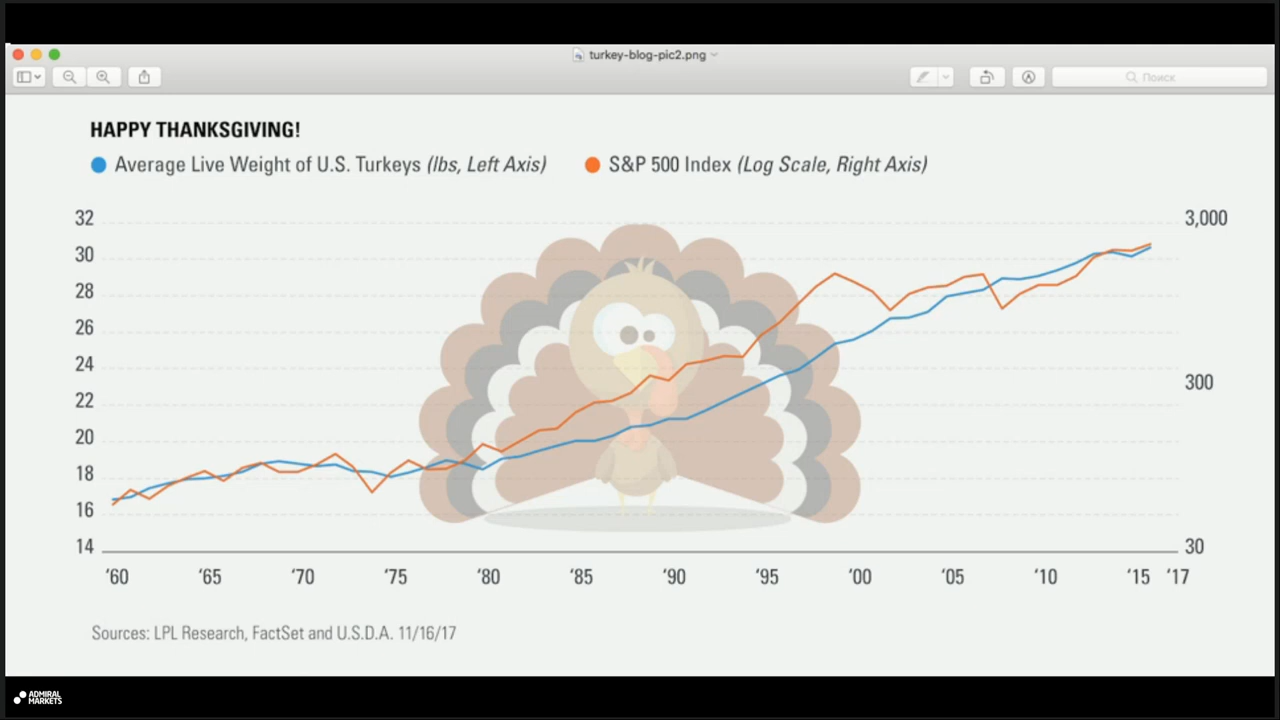 turkey-blog-pic2.png
Поиск
HAPPY THANKSGIVING!
Average Live Weight of U.S. Turkeys (lbs, Left Axis) S&P 500 Index (Log Scale, Right Axis)
32 3,000
30
28
26
24 300
22
20
18
16
14 30
‘60 ‘65 ‘70 ‘75 ‘80 ‘85 ‘90 ‘95 ‘00 ‘05 ‘10 ‘15 ‘17
Sources: LPL Research, FactSet and U.S.D.A. 11/16/17
ADMIRAL
MARKETS